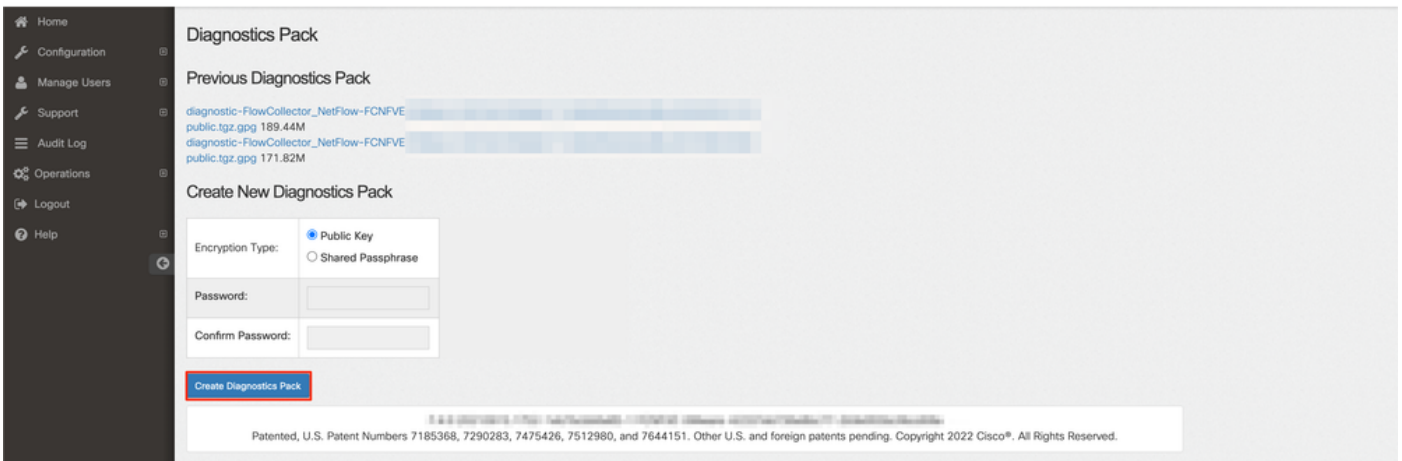 Home
Configuration
Manage Users
Support
Audit Log
Operations
Logout
Help
Diagnostics Pack
Previous Diagnostics Pack
diagnostic-FlowCollector_NetFlow-FCNFVE
public.tgz.gpg 189.44M
diagnostic-FlowCollector_NetFlow-FCNFVE
public.tgz.gpg 171.82M
Create New Diagnostics Pack
Encryption Type:
Public Key
Shared Passphrase
Password:
Confirm Password:
Create Diagnostics Pack
Patented, U.S. Patent Numbers 7185368, 7290283, 7475426, 7512980, and 7644151. Other U.S. and foreign patents pending. Copyright 2022 Cisco®. All Rights Reserved.